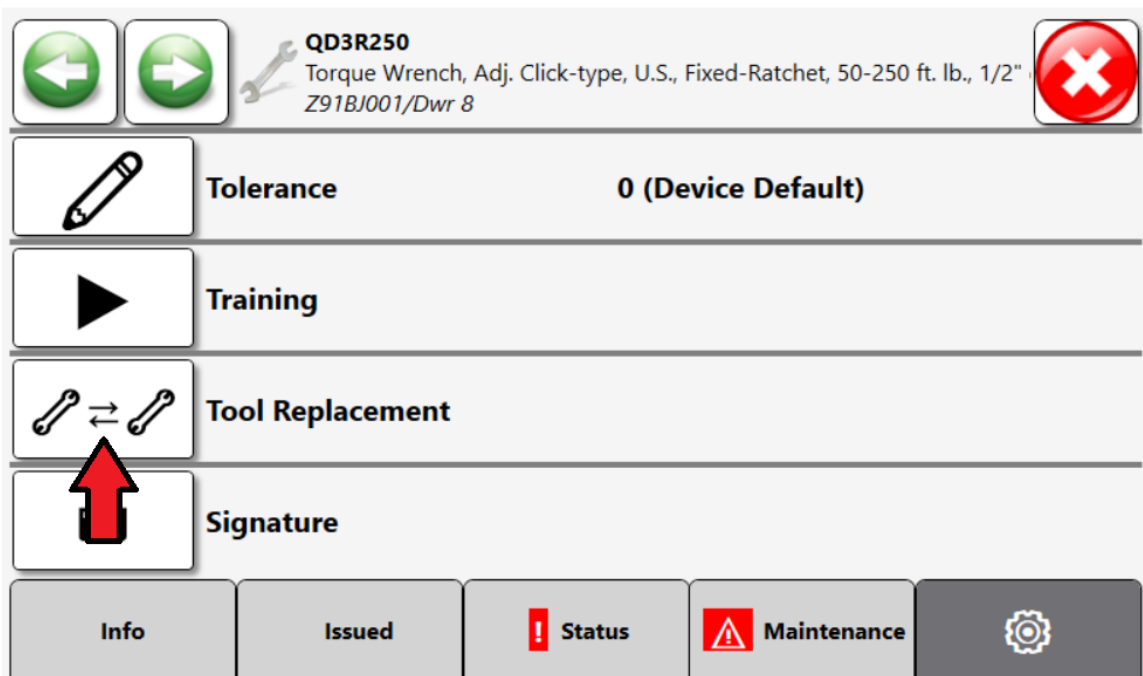 QD3R250
Torque Wrench, Adj. Click-type, U.S., Fixed-Ratchet, 50-250 ft. lb., 1/2"
Z91BJ001/Dwr 8
Tolerance 0 (Device Default)
Training
Tool Replacement
Signature
Info Issued ! Status Maintenance